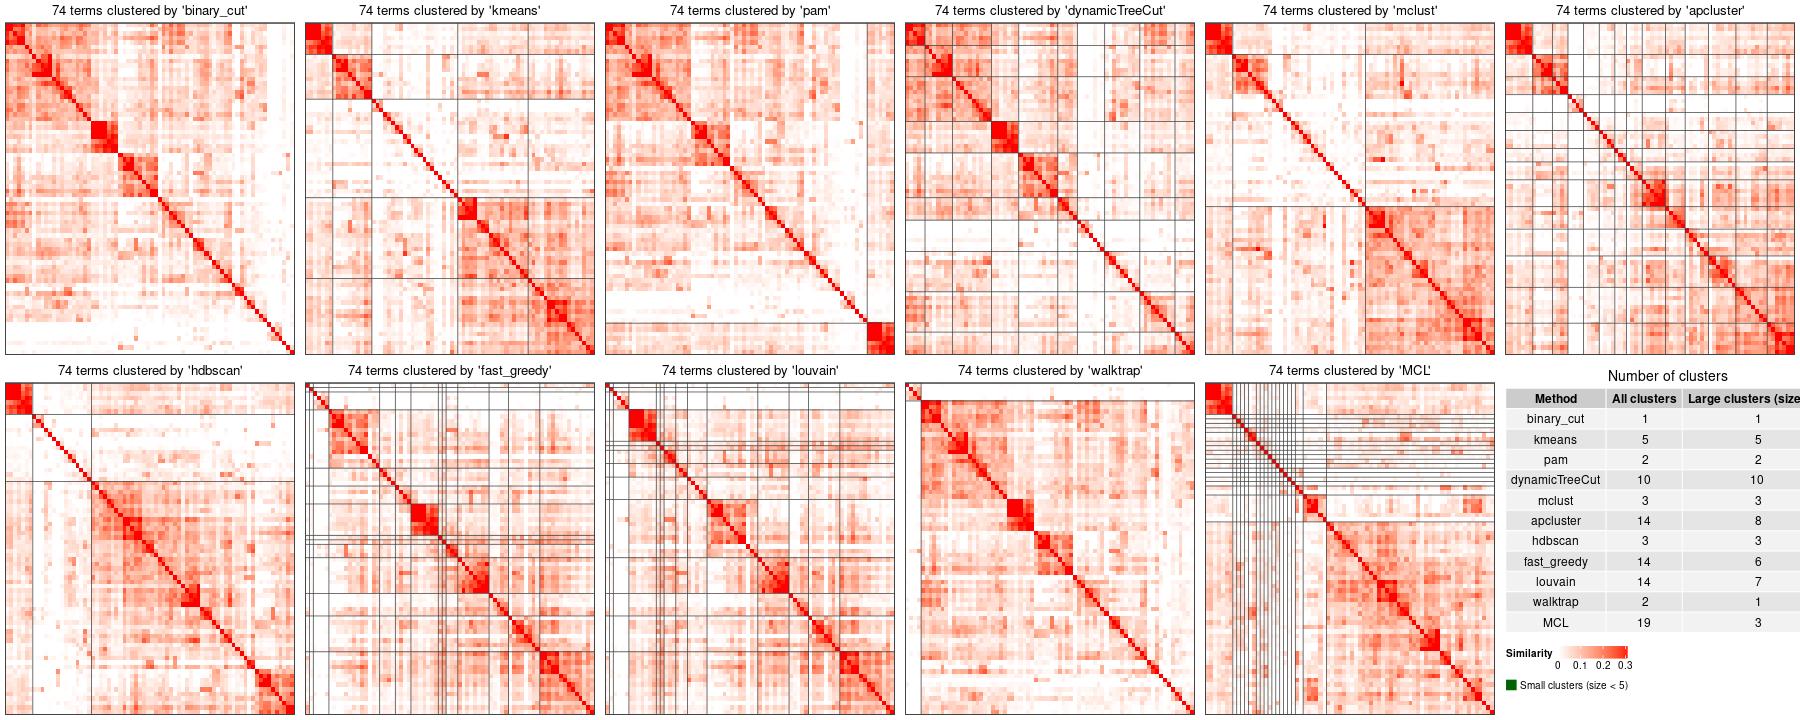 74 terms clustered by 'binary_cut'
74 terms clustered by 'kmeans'
74 terms clustered by 'pam'
74 terms clustered by 'dynamicTreeCut'
74 terms clustered by 'mclust'
74 terms clustered by 'apcluster'
74 terms clustered by 'hdbscan'
74 terms clustered by 'fast_greedy'
74 terms clustered by 'louvain'
74 terms clustered by 'walktrap'
74 terms clustered by 'MCL'
Number of clusters
Method All clusters Large clusters (size
binary_cut 1 1
kmeans 5 5
pam 2 2
dynamicTreeCut 10 10
mclust 3 3
apcluster 14 8
hdbscan 3 3
fast_greedy 14 6
louvain 14 7
walktrap 2 1
MCL 19 3
Similarity
0 0.1 0.2 0.3
Small clusters (size < 5)